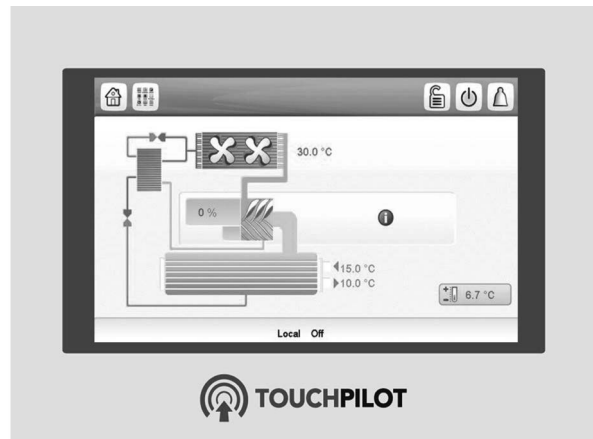 30.0 °C
0 %
i
15.0 °C
10.0 °C
6.7 °C
Local Off
TOUCHPILOT